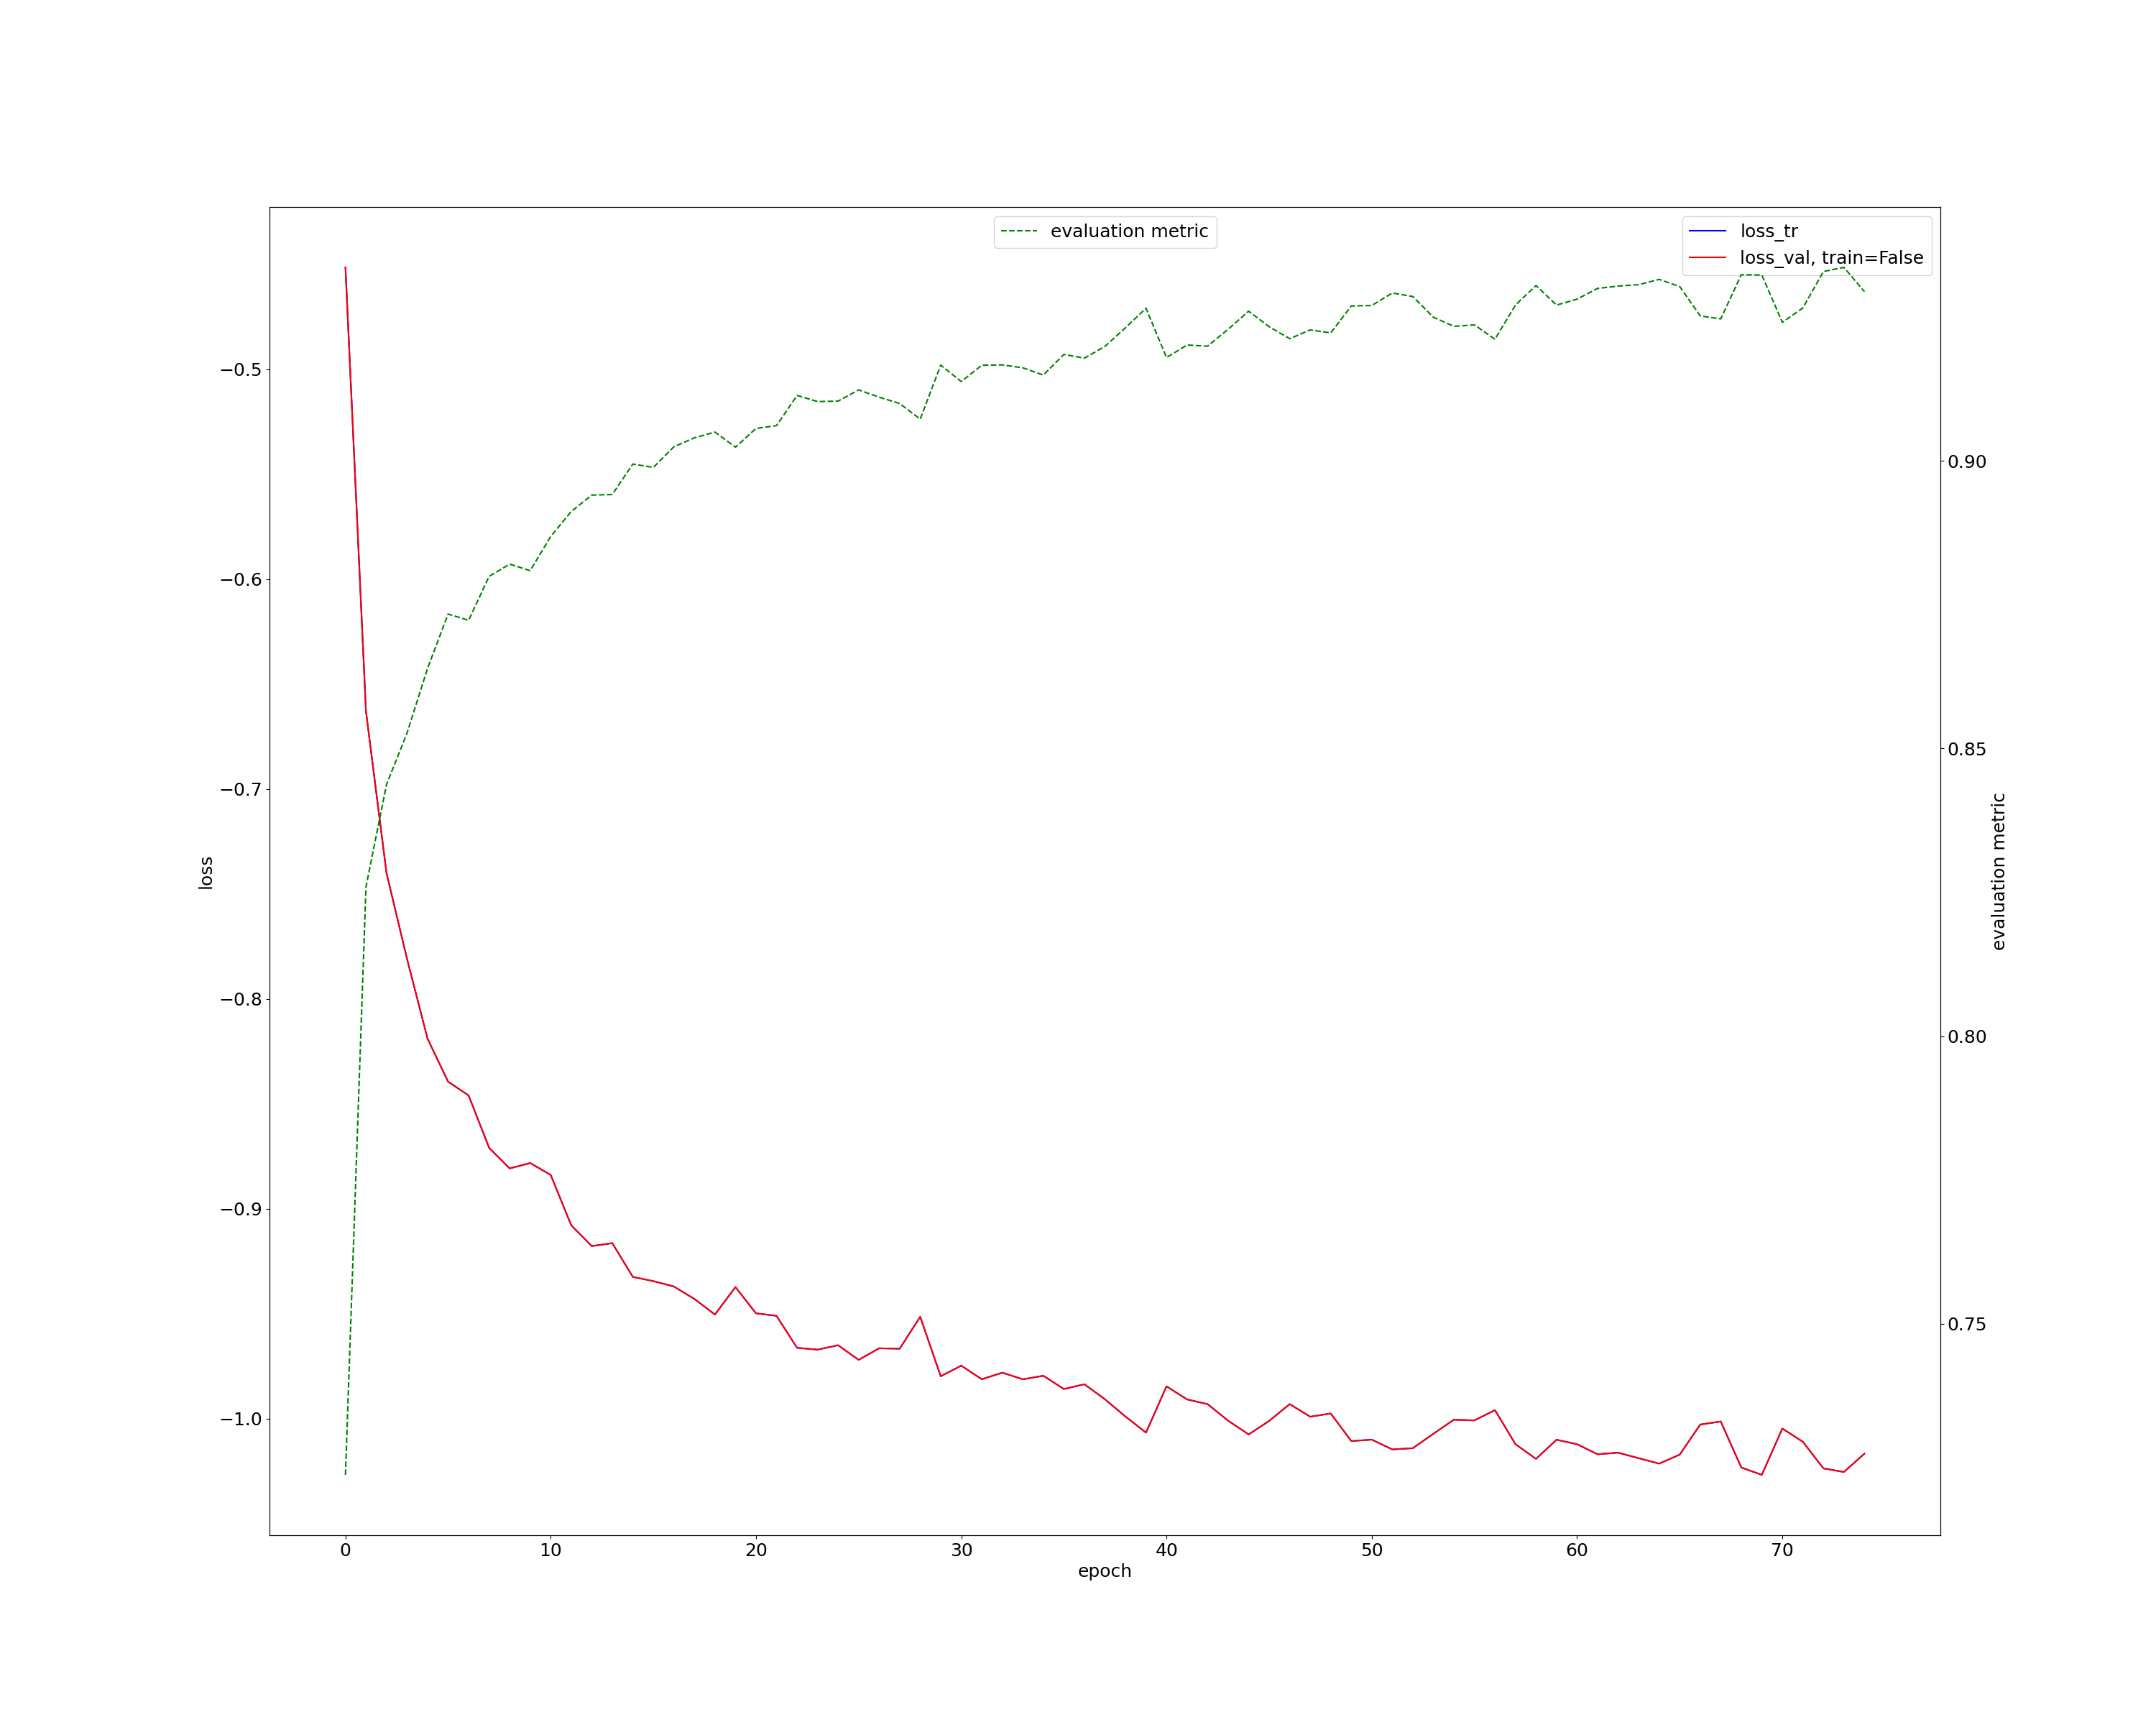 evaluation metric
loss_tr
loss_val, train=False
−0.5
−0.6
−0.7
−0.8
−0.9
−1.0
loss
0.90
0.85
0.80
0.75
evaluation metric
0 10 20 30 40 50 60 70
epoch